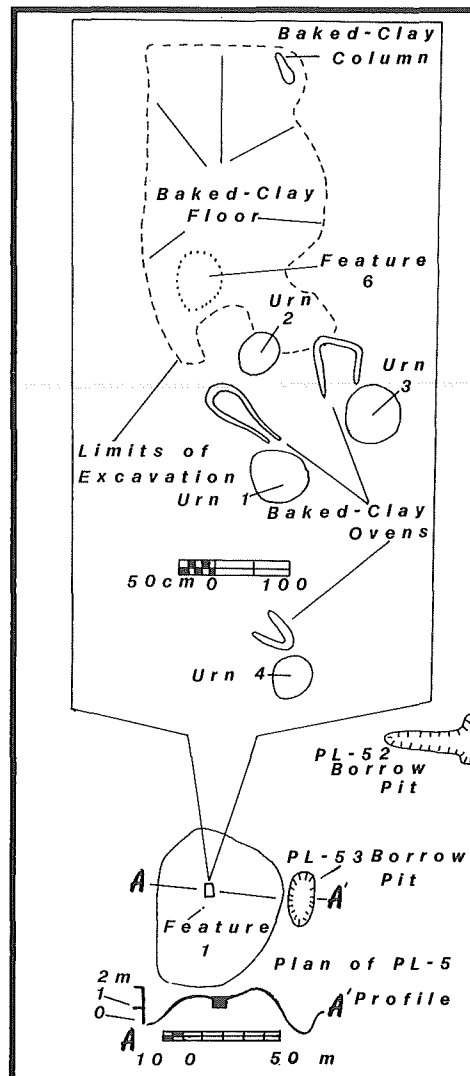 Baked-Clay
Column
Baked-Clay
Floor
Feature
6
Urn
2
Urn
3
Limits of
Excavation
Urn 1
Baked-Clay
Ovens
50cm 0 100
Urn 4
PL-52
Borrow
Pit
PL-53 Borrow
Pit
A
A'
Feature
1
Plan of PL-5
2 m
1
0
A
A' Profile
10 0 50 m